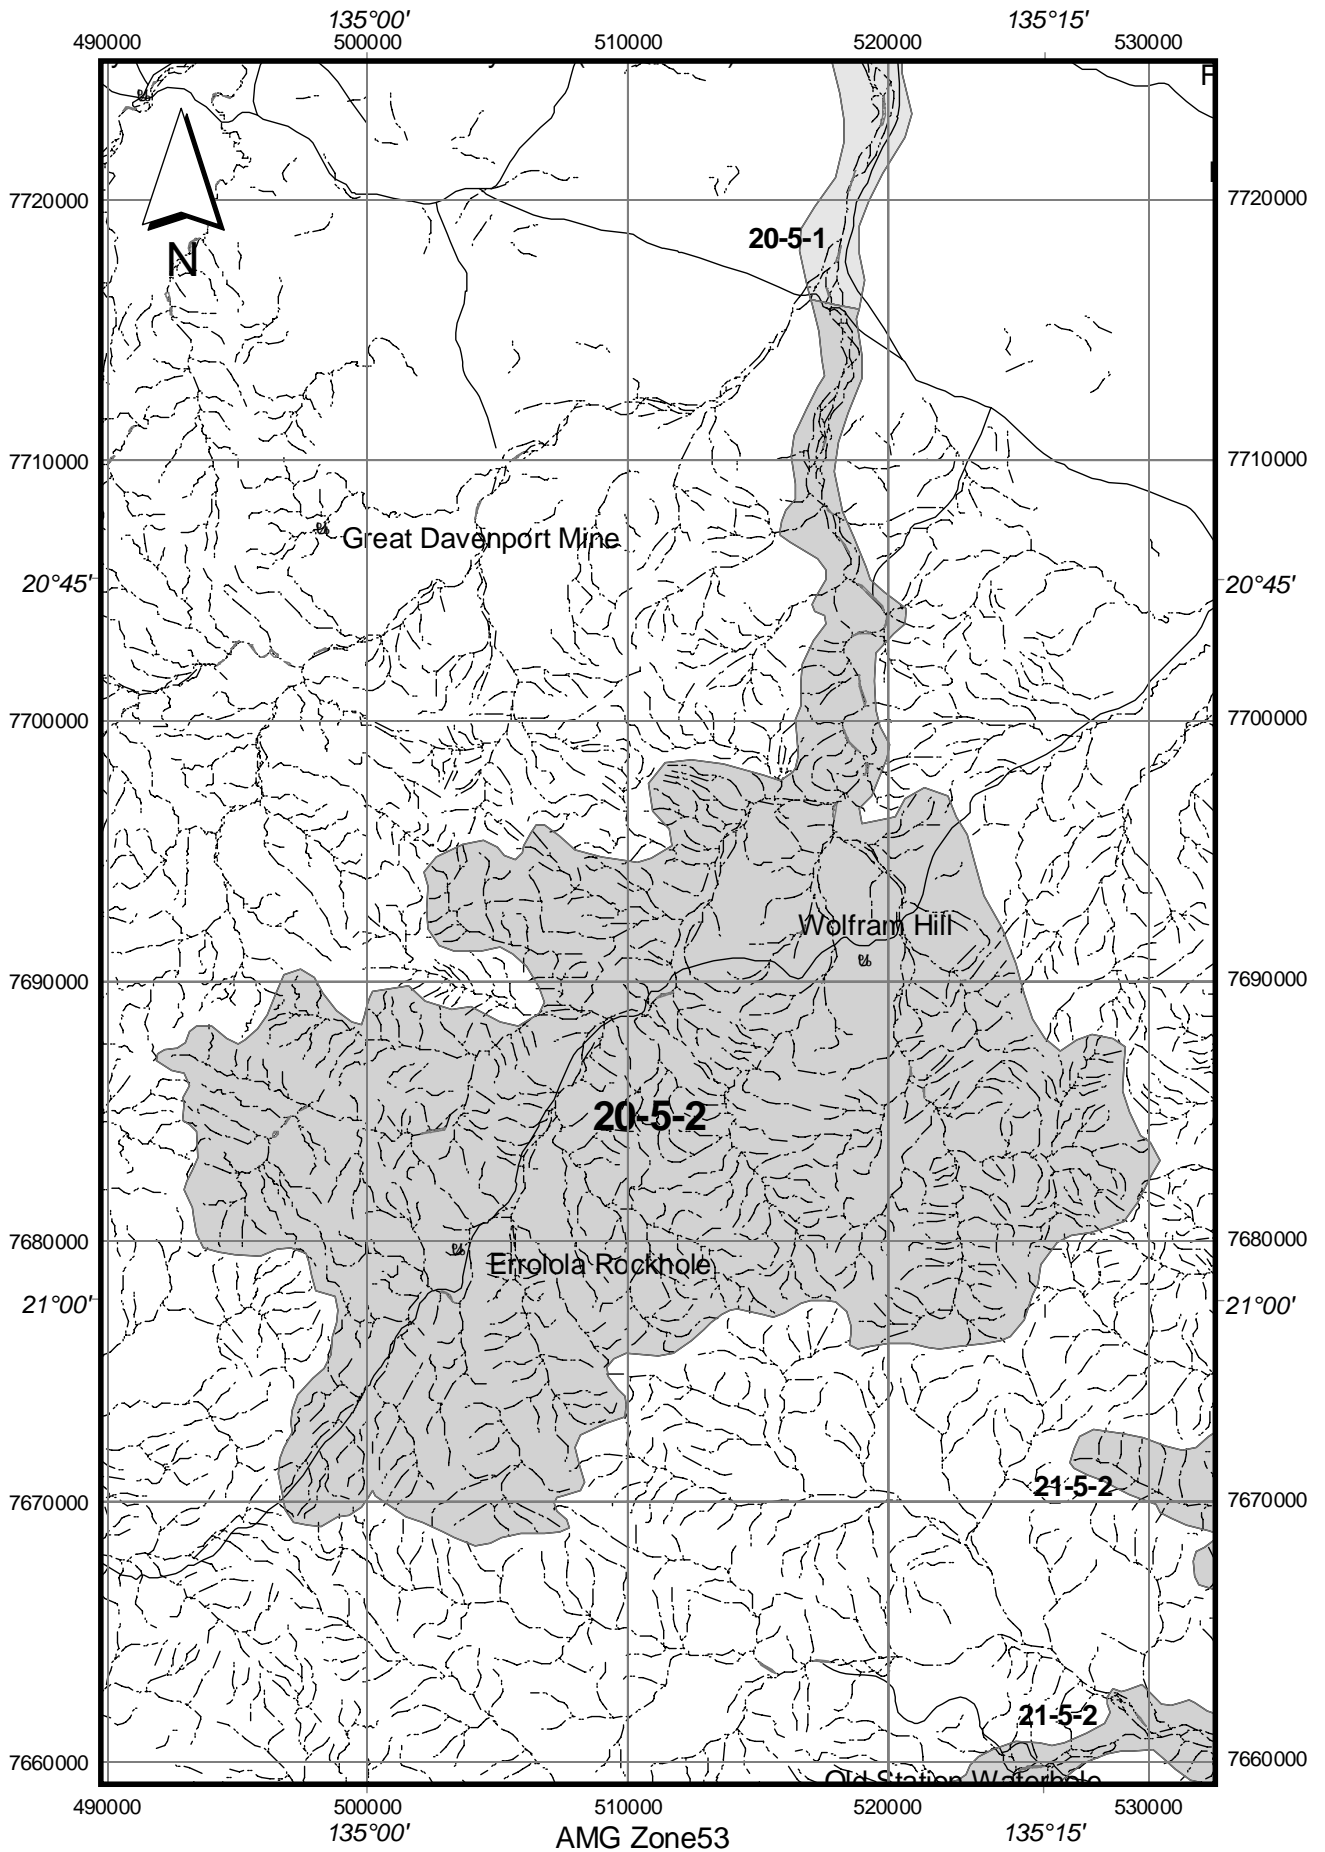 135°00' 135°15'
490000 500000 510000 520000 530000
7720000 7720000
20-5-1
N
7710000 7710000
Great Davenport Mine
20°45' 20°45'
7700000 7700000
Wolfram Hill
7690000 7690000
20-5-2
7680000 7680000
Errolola Rockhole
21°00' 21°00'
21-5-2
7670000 7670000
21-5-2
7660000 7660000
Old Station Waterhole
490000 500000 510000 520000 530000
135°00' AMG Zone53 135°15'